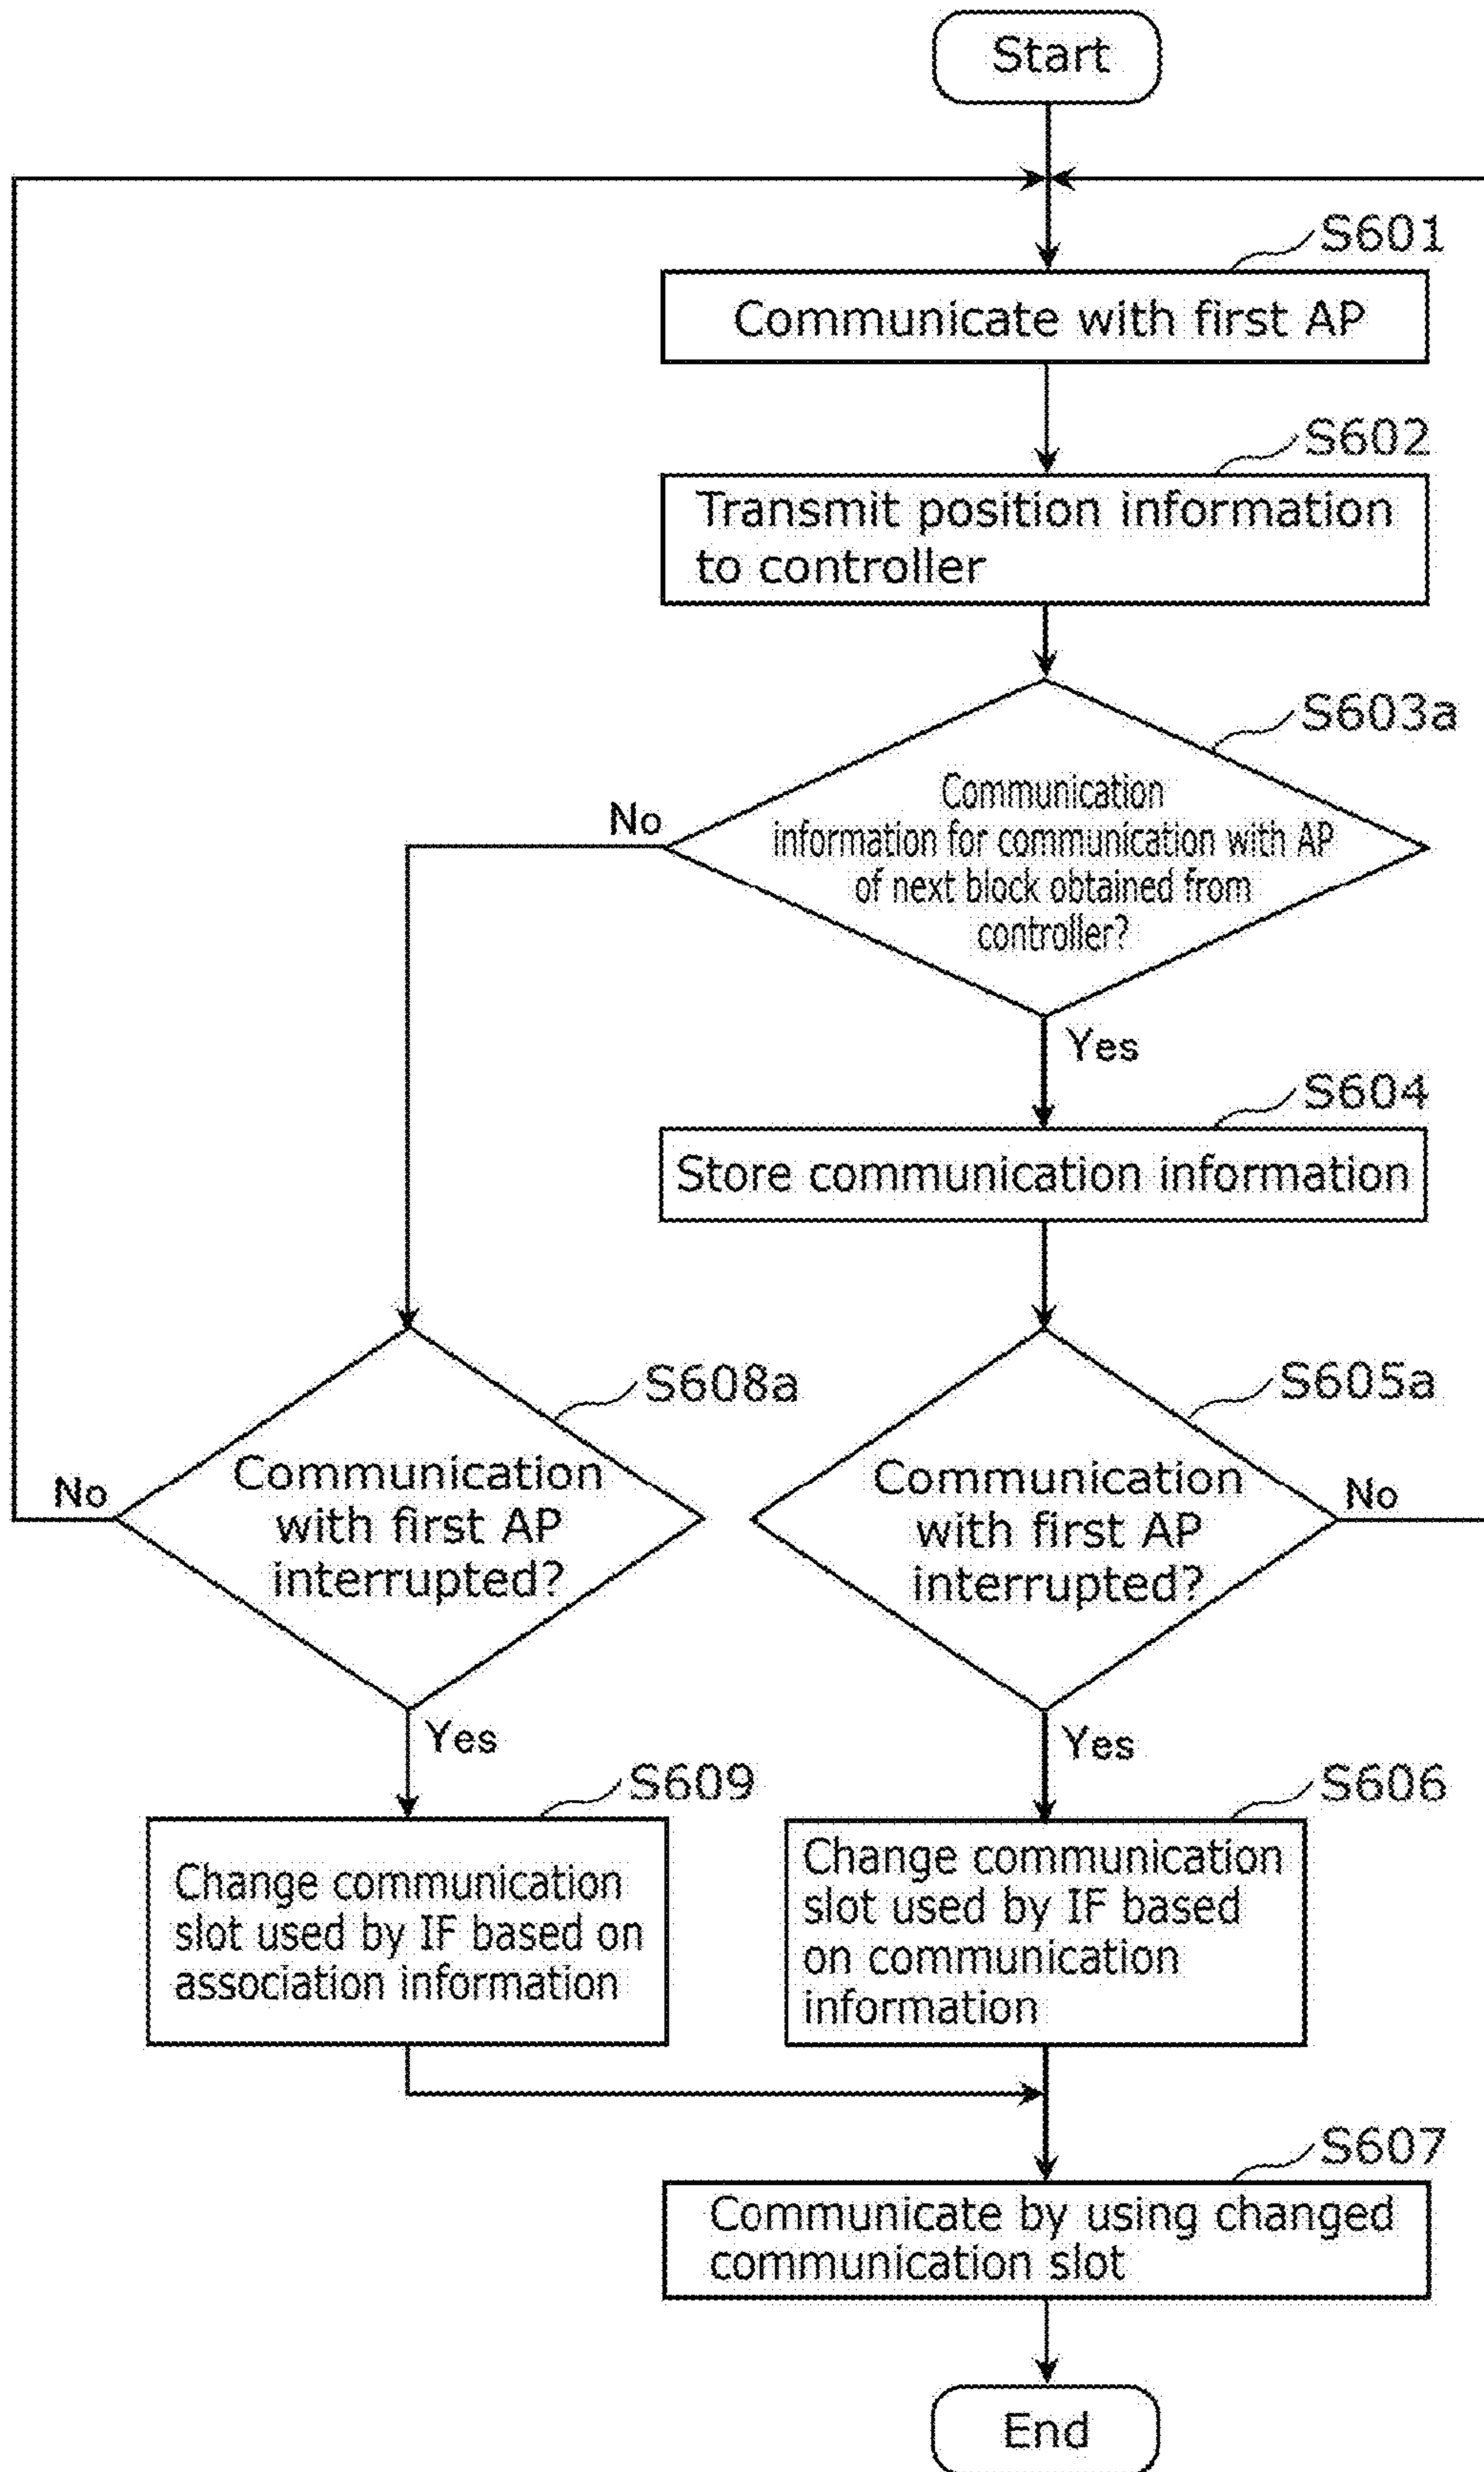 Start
S601
Communicate with first AP
S602
Transmit position information
to controller
S603a
Communication
information for communication with AP
of next block obtained from
controller?
No
Yes
S604
Store communication information
S608a
Communication
with first AP
interrupted?
No
Yes
S605a
Communication
with first AP
interrupted?
No
Yes
S609
Change communication
slot used by IF based on
association information
S606
Change communication
slot used by IF based
on communication
information
S607
Communicate by using changed
communication slot
End